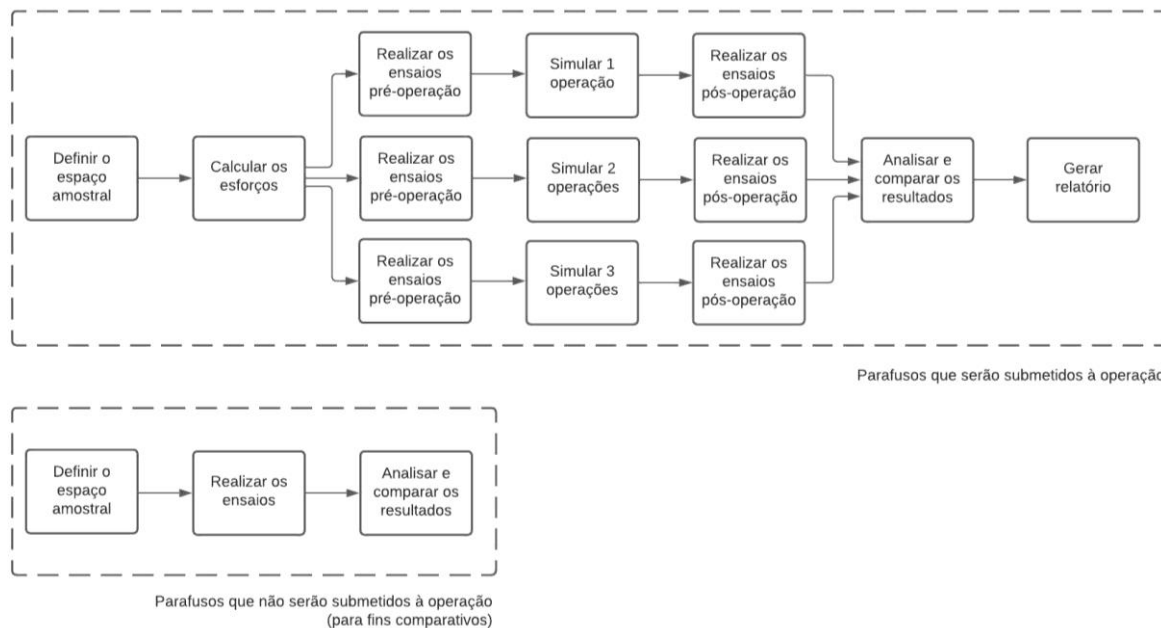 Definir o
espaço
amostral
Calcular os
esforços
Realizar os
ensaios
pré-operação
Simular 1
operação
Realizar os
ensaios
pós-operação
Realizar os
ensaios
pré-operação
Simular 2
operações
Realizar os
ensaios
pós-operação
Realizar os
ensaios
pré-operação
Simular 3
operações
Realizar os
ensaios
pós-operação
Analisar e
comparar os
resultados
Gerar
relatório
Parafusos que serão submetidos à operação
Definir o
espaço
amostral
Realizar os
ensaios
Analisar e
comparar os
resultados
Parafusos que não serão submetidos à operação
(para fins comparativos)